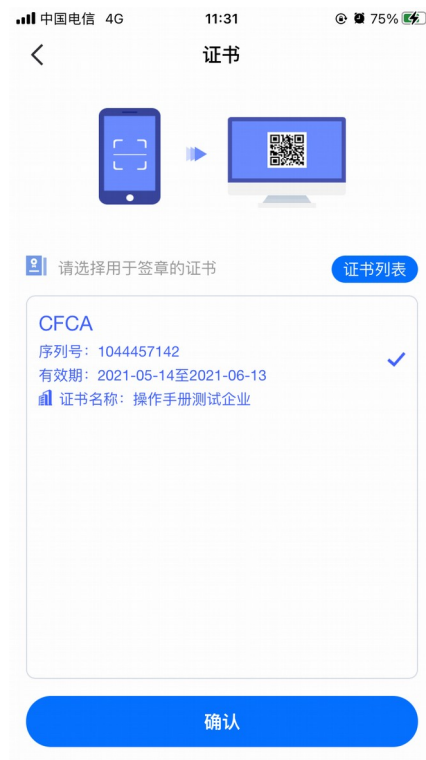 中国电信 4G 11:31 75%
证书
请选择用于签章的证书 证书列表
CFCA
序列号：1044457142
有效期：2021-05-14至2021-06-13
证书名称：操作手册测试企业
确认